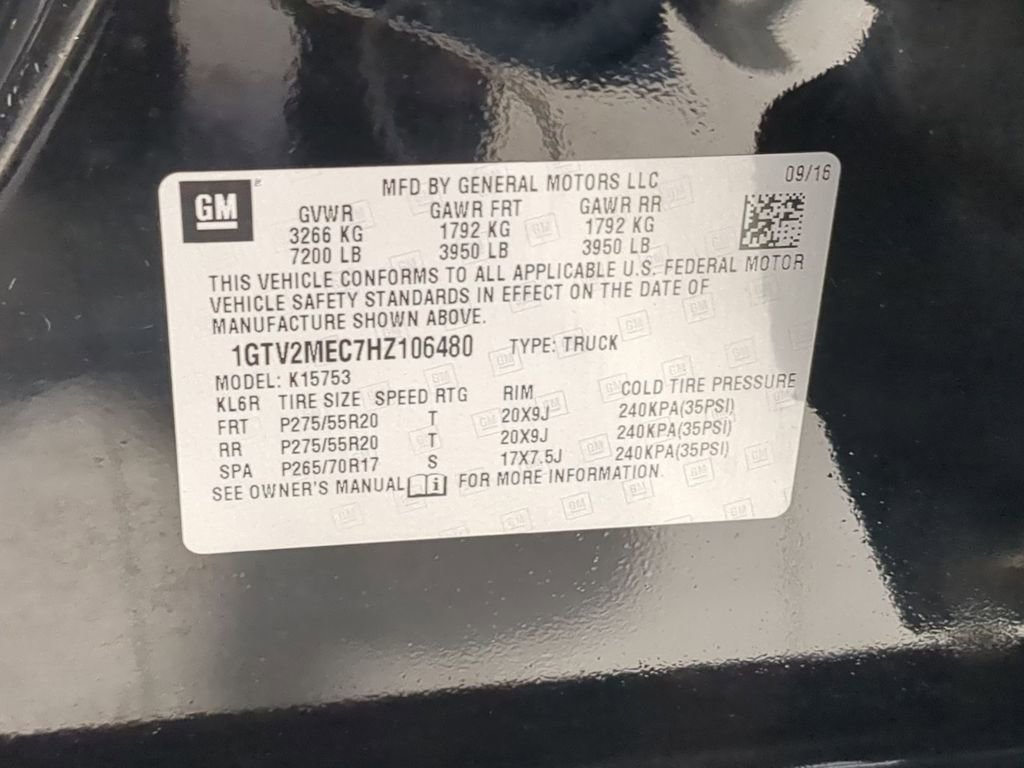 GM
MFD BY GENERAL MOTORS LLC 09/16
GVWR GAWR FRT GAWR RR
3266 KG 1792 KG 1792 KG
7200 LB 3950 LB 3950 LB
THIS VEHICLE CONFORMS TO ALL APPLICABLE U.S. FEDERAL MOTOR
VEHICLE SAFETY STANDARDS IN EFFECT ON THE DATE OF
MANUFACTURE SHOWN ABOVE.
1GTV2MEC7HZ106480 TYPE: TRUCK
MODEL: K15753
KL6R TIRE SIZE SPEED RTG RIM COLD TIRE PRESSURE
FRT P275/55R20 T 20X9J 240KPA(35PSI)
RR P275/55R20 T 20X9J 240KPA(35PSI)
SPA P265/70R17 S 17X7.5J 240KPA(35PSI)
SEE OWNER'S MANUAL i FOR MORE INFORMATION.